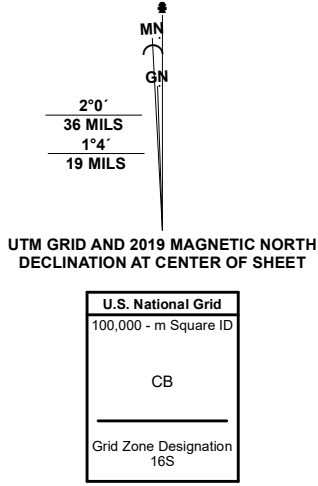 MN
GN
2°0´
36 MILS
1°4´
19 MILS
UTM GRID AND 2019 MAGNETIC NORTH
DECLINATION AT CENTER OF SHEET
U.S. National Grid
100,000 - m Square ID
CB
Grid Zone Designation
16S